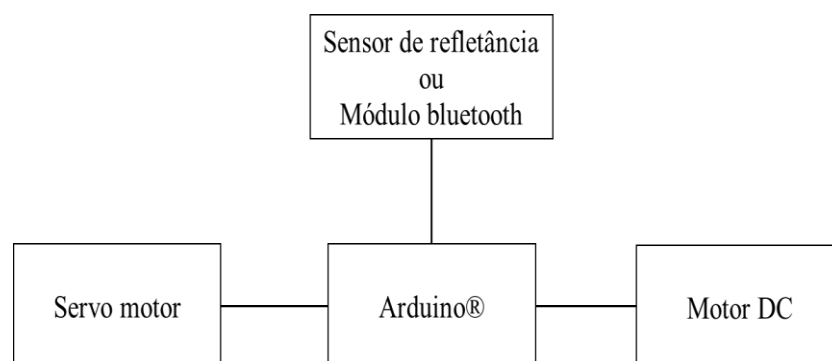 Sensor de refletância
ou
Módulo bluetooth
Servo motor
Arduino®
Motor DC